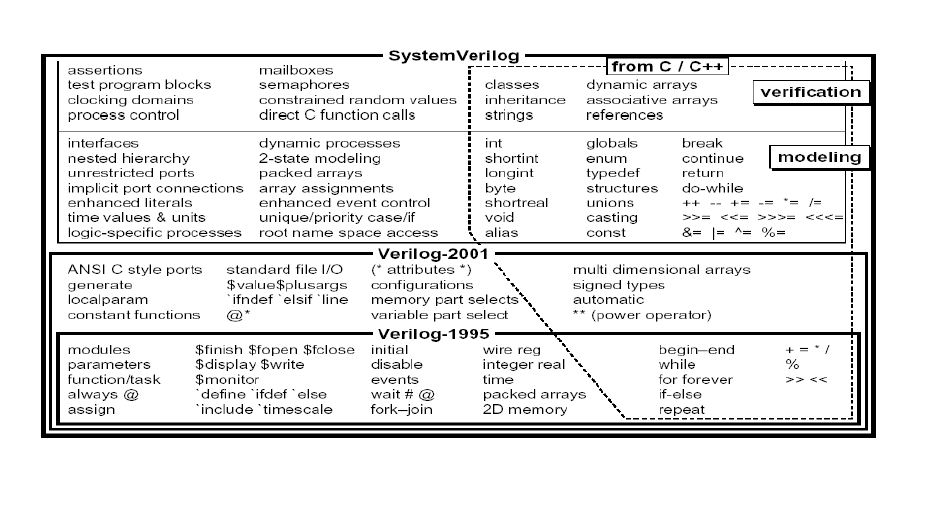 SystemVerilog
from C / C++
assertions mailboxes
test program blocks semaphores classes dynamic arrays
clocking domains constrained random values inheritance associative arrays
process control direct C function calls strings references
verification
interfaces dynamic processes int globals break
nested hierarchy 2-state modeling shortint enum continue
unrestricted ports packed arrays longint typedef return
implicit port connections array assignments byte structures do-while
enhanced literals enhanced event control shortreal unions ++ -- += -= *= /=
time values & units unique/priority case/if void casting >>= <<= >>>= <<<=
logic-specific processes root name space access alias const &= |= ^= %=
modeling
Verilog-2001
ANSI C style ports standard file I/O (* attributes *) multi dimensional arrays
generate $value$plusargs configurations signed types
localparam `ifndef `elsif `line memory part selects automatic
constant functions @* variable part select ** (power operator)
Verilog-1995
modules $finish $fopen $fclose initial wire reg begin–end + = * /
parameters $display $write disable integer real while %
function/task $monitor events time for forever >> <<
always @ `define `ifdef `else wait # @ packed arrays if-else
assign `include `timescale fork–join 2D memory repeat